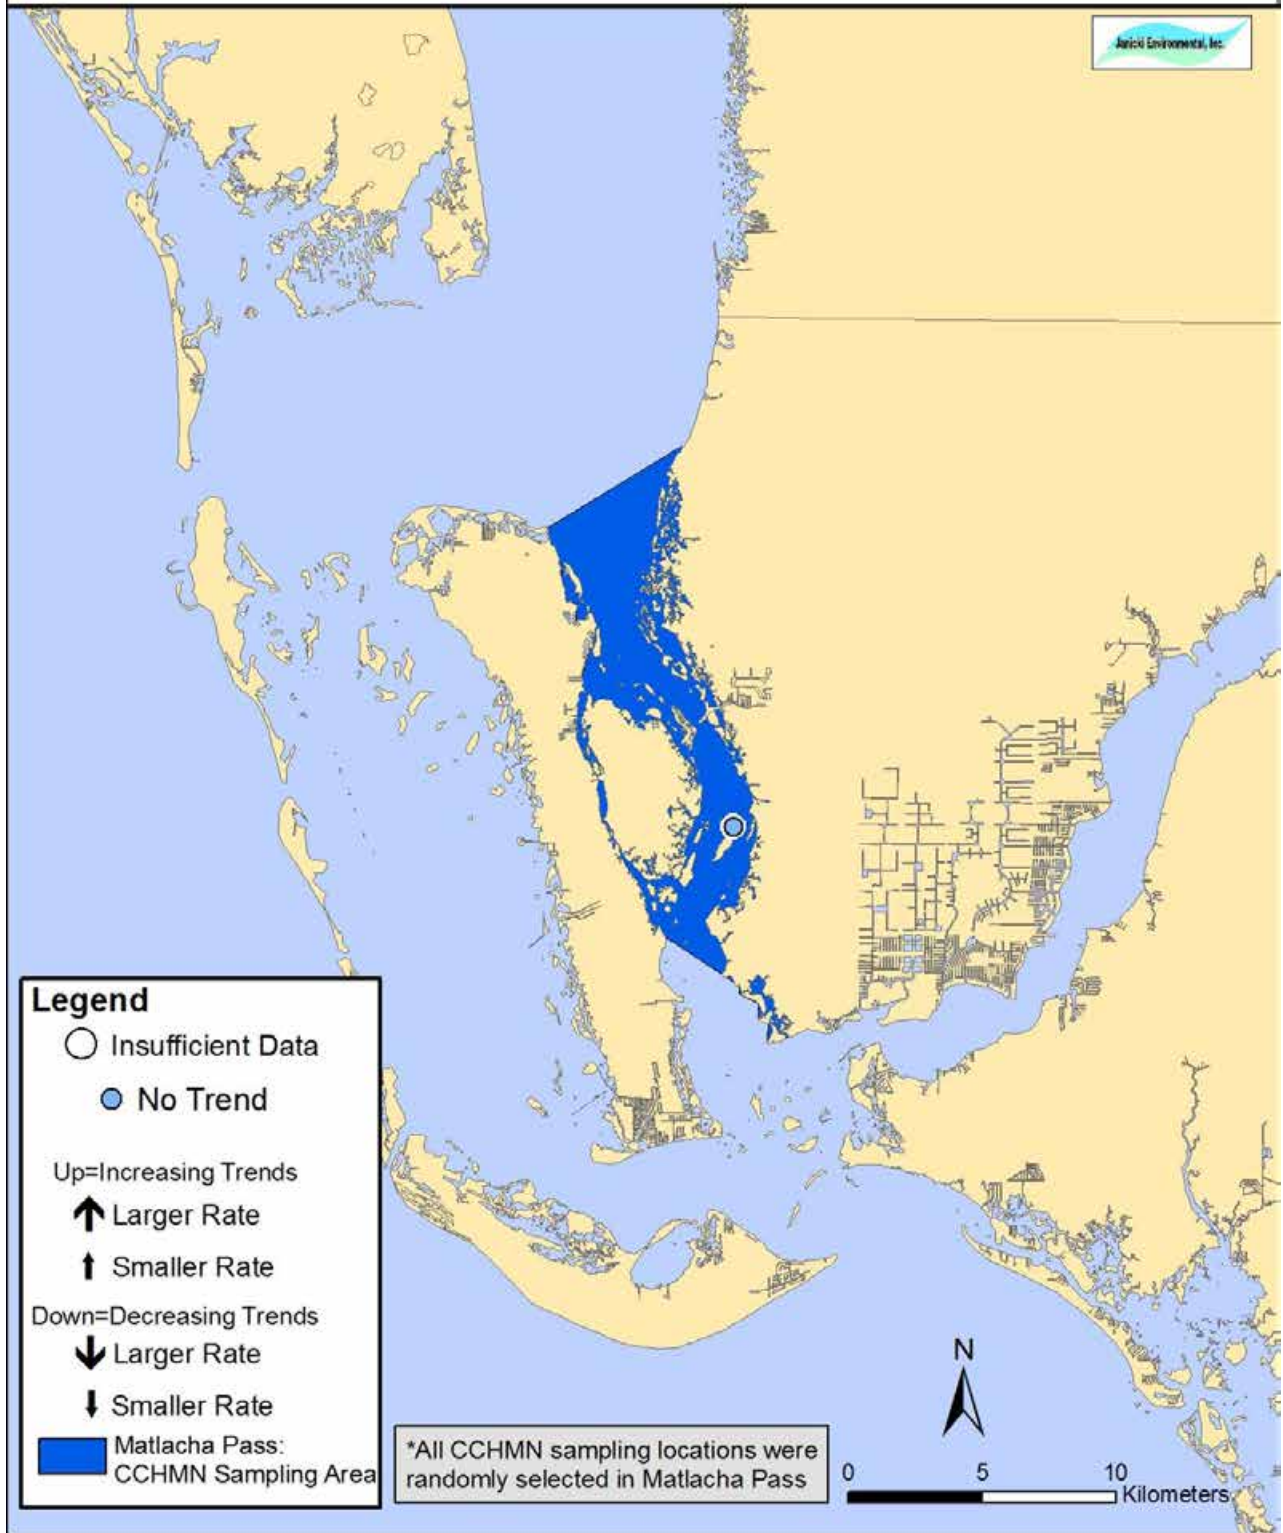 Janicki Environmental, Inc.
Legend
Insufficient Data
No Trend
Up=Increasing Trends
Larger Rate
Smaller Rate
Down=Decreasing Trends
Larger Rate
Smaller Rate
Matlacha Pass:
CCHMN Sampling Area
*All CCHMN sampling locations were
randomly selected in Matlacha Pass
N
0 5 10
Kilometers